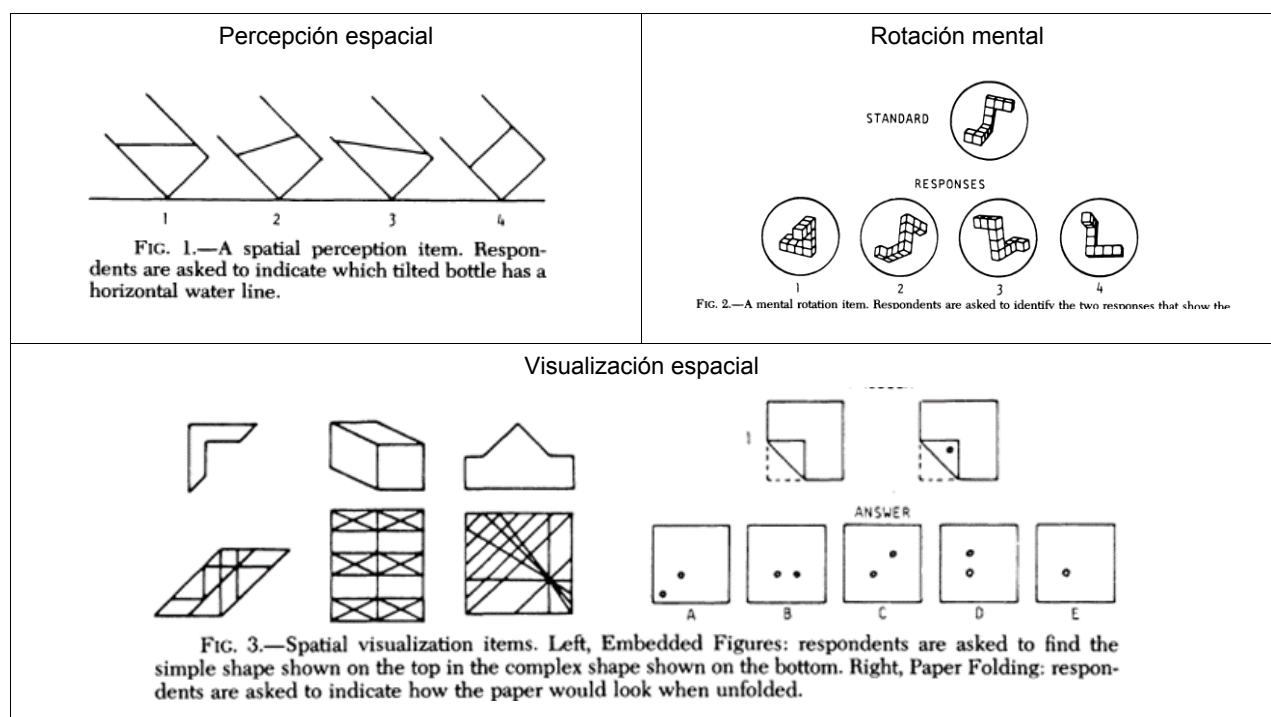 Percepción espacial
1 2 3 4
FIG. 1.—A spatial perception item. Respon-
dents are asked to indicate which tilted bottle has a
horizontal water line.
Rotación mental
STANDARD
RESPONSES
1 2 3 4
FIG. 2.—A mental rotation item. Respondents are asked to identify the two responses that show the
Visualización espacial
1
ANSWER
A B C D E
FIG. 3.—Spatial visualization items. Left, Embedded Figures: respondents are asked to find the
simple shape shown on the top in the complex shape shown on the bottom. Right, Paper Folding: respon-
dents are asked to indicate how the paper would look when unfolded.